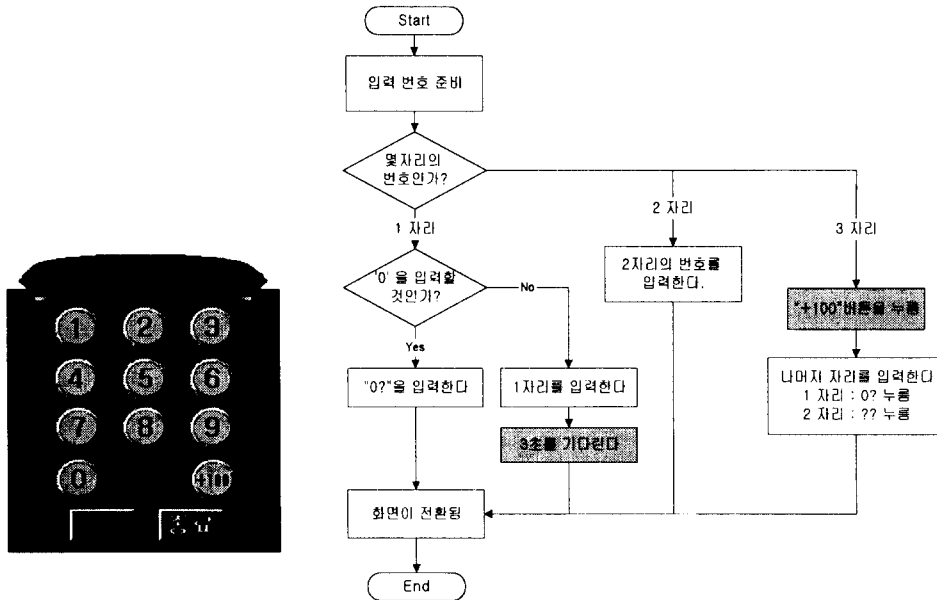 Start
입력 번호 준비
몇자리의
번호인가?
1 자리
2 자리
3 자리
'0' 을 입력할
것인가?
No
Yes
2자리의 번호를
입력한다.
"+100"버튼을 누름
"0?"을 입력한다
1자리를 입력한다
나머지 자리를 입력한다
1 자리 : 0? 누름
2 자리 : ?? 누름
3초를 기다린다
화면이 전환됨
End
1 2 3
4 5 6
7 8 9
0 +100